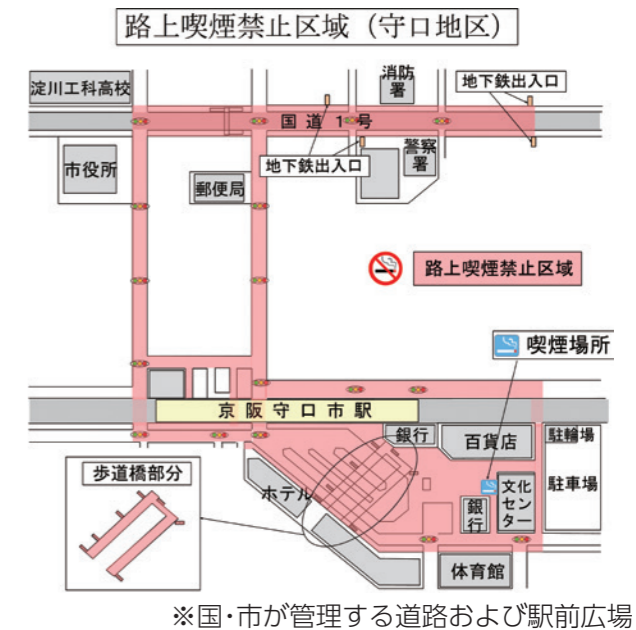 路上喫煙禁止区域（守口地区）
淀川工科高校
消防
署
地下鉄出入口
国道1号
市役所
地下鉄出入口
警察
署
郵便局
路上喫煙禁止区域
喫煙場所
京阪守口市駅
銀行
百貨店
駐輪場
歩道橋部分
ホテル
銀
行
文化
セン
ター
駐車場
体育館
※国・市が管理する道路および駅前広場